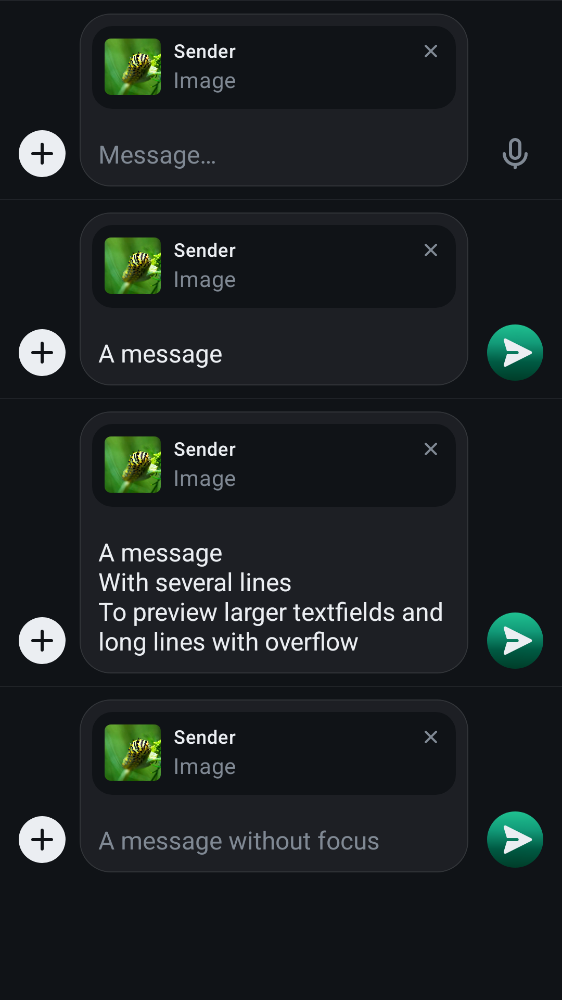 Sender
Image
Message…
Sender
Image
A message
Sender
Image
A message
With several lines
To preview larger textfields and
long lines with overflow
Sender
Image
A message without focus